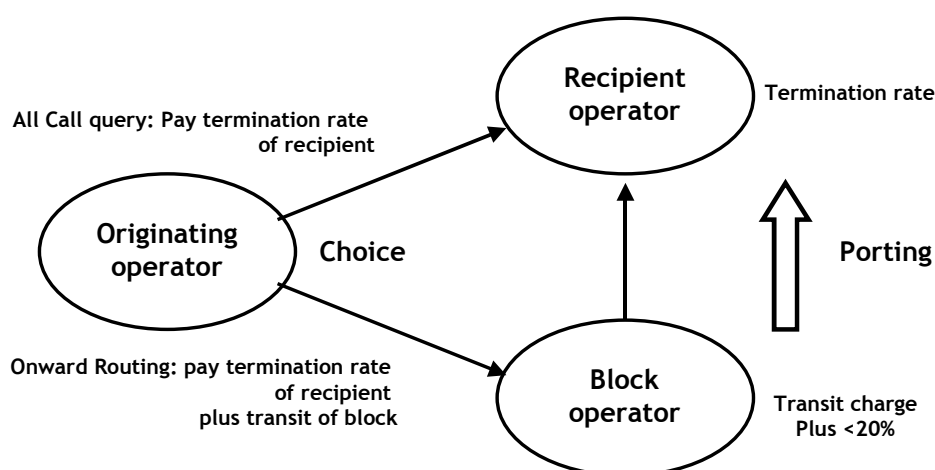 Recipient
operator
Termination rate
All Call query: Pay termination rate
of recipient
Originating
operator
Choice
Porting
Onward Routing: pay termination rate
of recipient
plus transit of block
Block
operator
Transit charge
Plus <20%